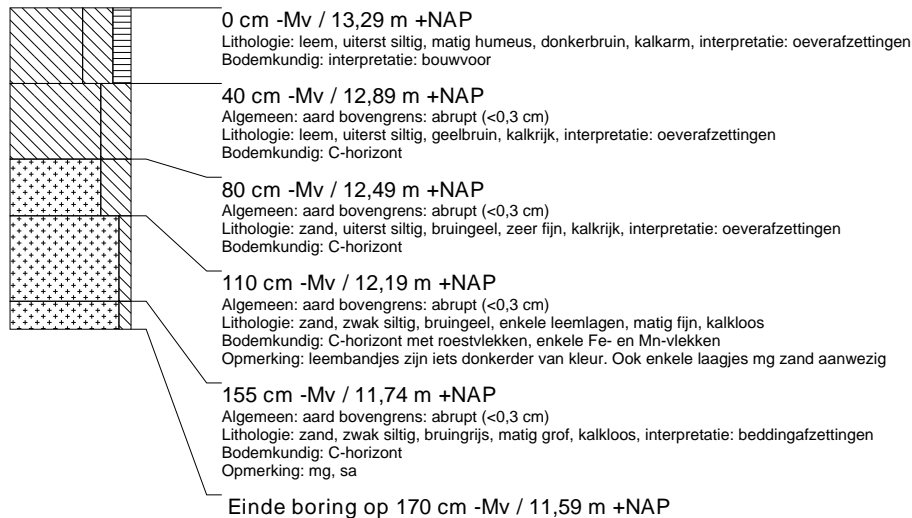 0 cm -Mv / 13,29 m +NAP
Lithologie: leem, uiterst siltig, matig humeus, donkerbruin, kalkarm, interpretatie: oeverafzettingen
Bodemkundig: interpretatie: bouwvoor
40 cm -Mv / 12,89 m +NAP
Algemeen: aard bovengrens: abrupt (<0,3 cm)
Lithologie: leem, uiterst siltig, geelbruin, kalkrijk, interpretatie: oeverafzettingen
Bodemkundig: C-horizont
80 cm -Mv / 12,49 m +NAP
Algemeen: aard bovengrens: abrupt (<0,3 cm)
Lithologie: zand, uiterst siltig, bruingeel, zeer fijn, kalkrijk, interpretatie: oeverafzettingen
Bodemkundig: C-horizont
110 cm -Mv / 12,19 m +NAP
Algemeen: aard bovengrens: abrupt (<0,3 cm)
Lithologie: zand, zwak siltig, bruingeel, enkele leemlagen, matig fijn, kalkloos
Bodemkundig: C-horizont met roestvlekken, enkele Fe- en Mn-vlekken
Opmerking: leembandjes zijn iets donkerder van kleur. Ook enkele laagjes mg zand aanwezig
155 cm -Mv / 11,74 m +NAP
Algemeen: aard bovengrens: abrupt (<0,3 cm)
Lithologie: zand, zwak siltig, bruingrijs, matig grof, kalkloos, interpretatie: beddingafzettingen
Bodemkundig: C-horizont
Opmerking: mg, sa
Einde boring op 170 cm -Mv / 11,59 m +NAP